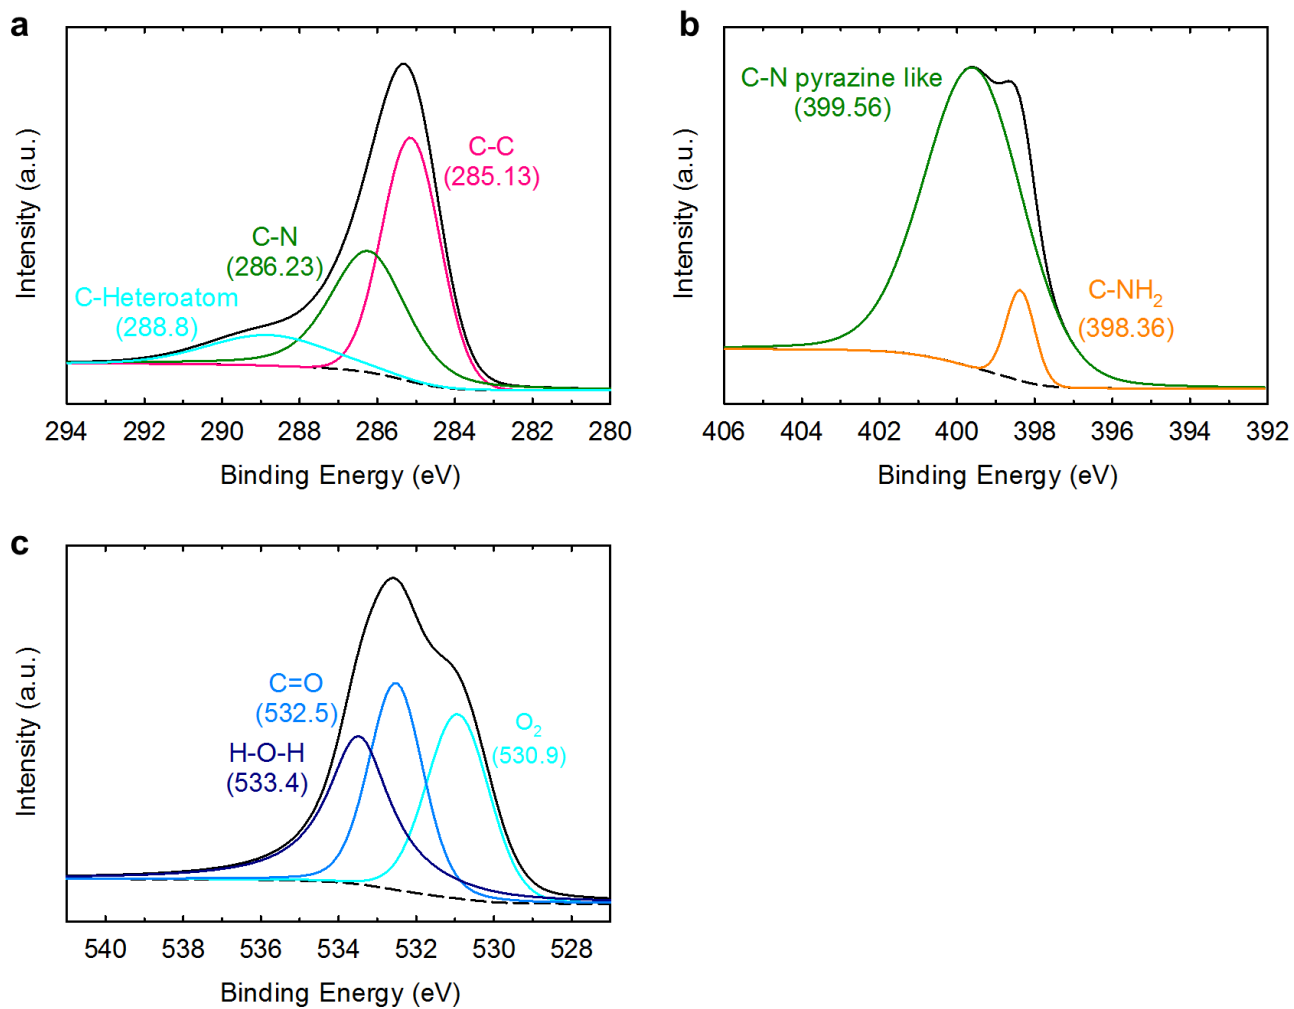 a
C-C
(285.13)
C-N
(286.23)
C-Heteroatom
(288.8)
Intensity (a.u.)
294 292 290 288 286 284 282 280
Binding Energy (eV)
b
C-N pyrazine like
(399.56)
C-NH2
(398.36)
Intensity (a.u.)
406 404 402 400 398 396 394 392
Binding Energy (eV)
c
C=O
(532.5)
O2
(530.9)
H-O-H
(533.4)
Intensity (a.u.)
540 538 536 534 532 530 528
Binding Energy (eV)